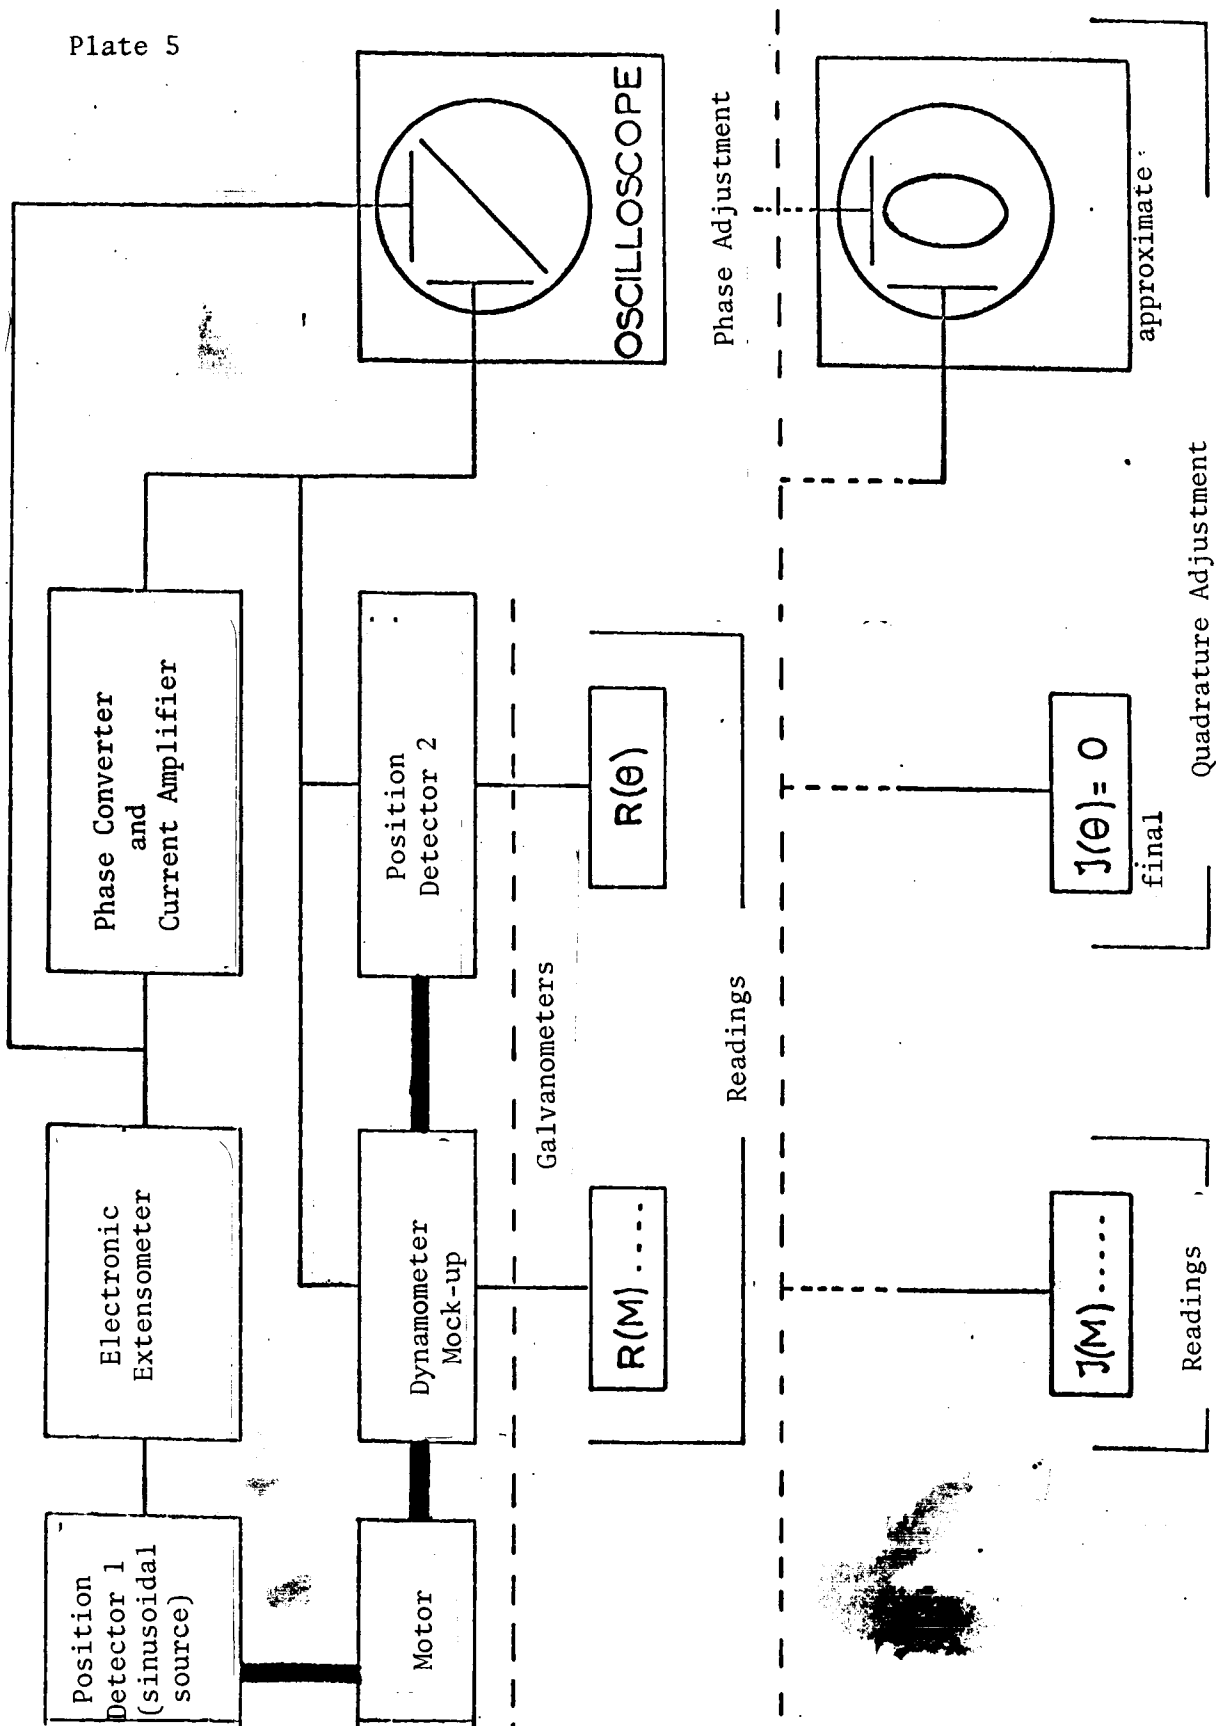 Plate 5
Position
Detector 1
(sinusoidal
source)
Electronic
Extensometer
Phase Converter
and
Current Amplifier
Motor
Dynamometer
Mock-up
Position
Detector 2
OSCILLOSCOPE
Galvanometers
R(M) ....
R(θ)
Readings
Phase Adjustment
J(M) ......
J(θ) = 0
final
approximate
Readings
Quadrature Adjustment